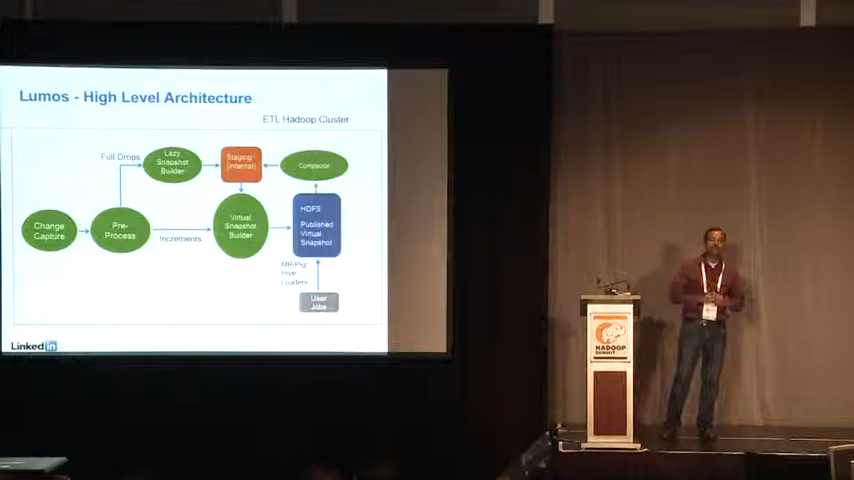 Lumos - High Level Architecture
ETL Hadoop Cluster
Full Drops
Lazy
Snapshot
Builder
Staging
(internal)
Compactor
Change
Capture
Pre-
Process
Increments
Virtual
Snapshot
Builder
HDFS
Published
Virtual
Snapshot
MR/Pig/
Hive
Loaders
User
Jobs
Linked in
HADOOP
SUMMIT